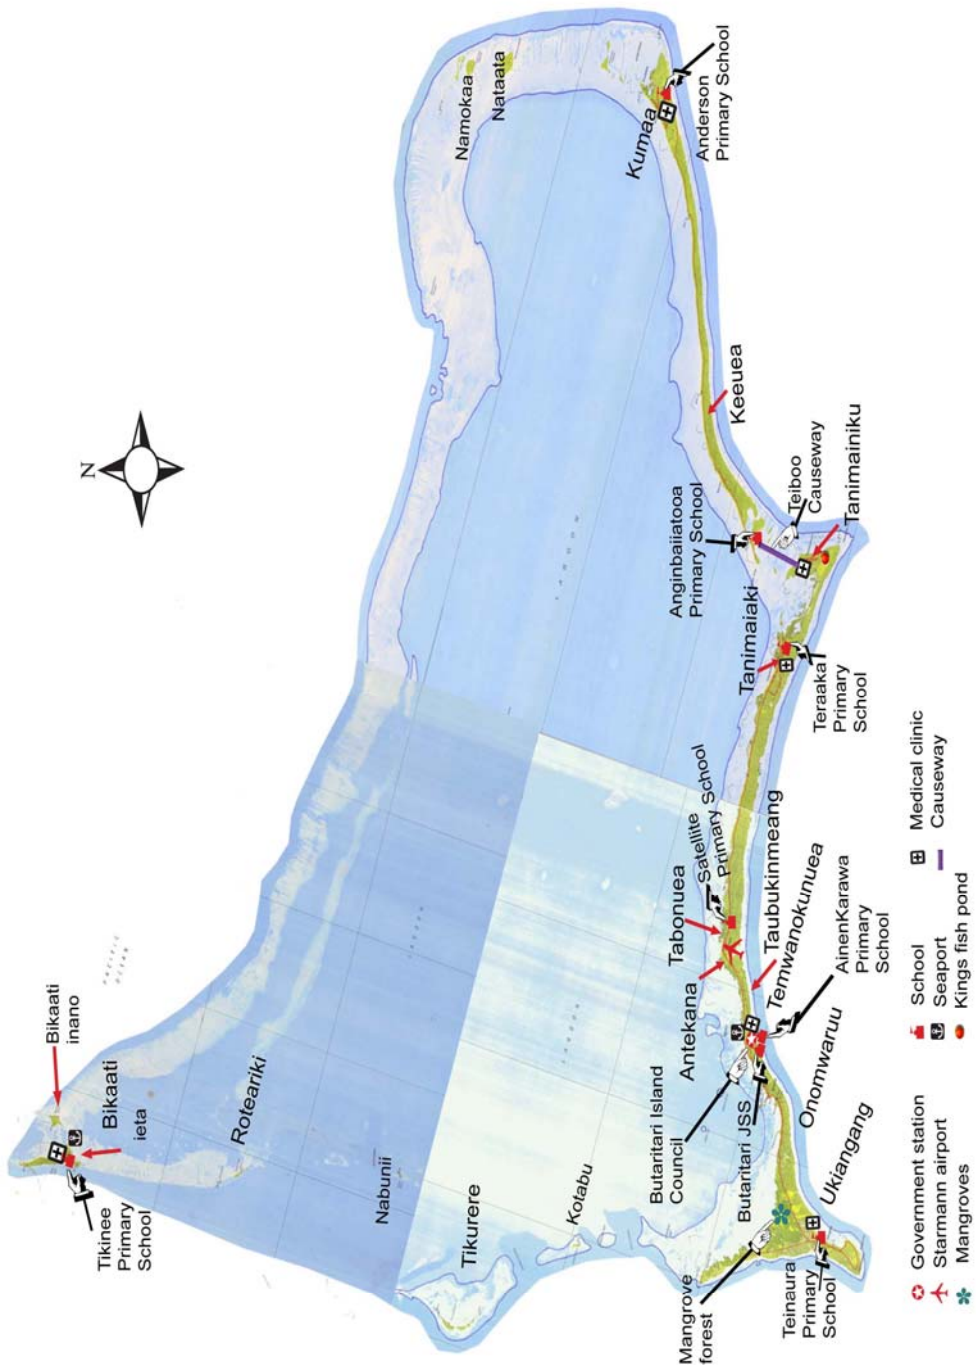 N
Bikaati
inano
Bikaati
ieta
Tikinee
Primary
School
Roteariki
Nabunii
Tikurere
Kotabu
Mangrove
forest
Teinaura
Primary
School
Ukiangang
Onomwaruu
Butaritari JSS
Butaritari Island
Council
Antekana
Tabonuea
Satellite
Primary School
Taubukinmeang
Temwanokunuea
AinenKarawa
Primary
School
Tanimaiaki
Teraaka
Primary
School
Anginbaiiatooa
Primary School
Teiboo
Causeway
Tanimainiku
Keeuea
Kumaa
Anderson
Primary School
Namokaa
Nataata
Government station
Starmann airport
Mangroves
School
Seaport
Kings fish pond
Medical clinic
Causeway